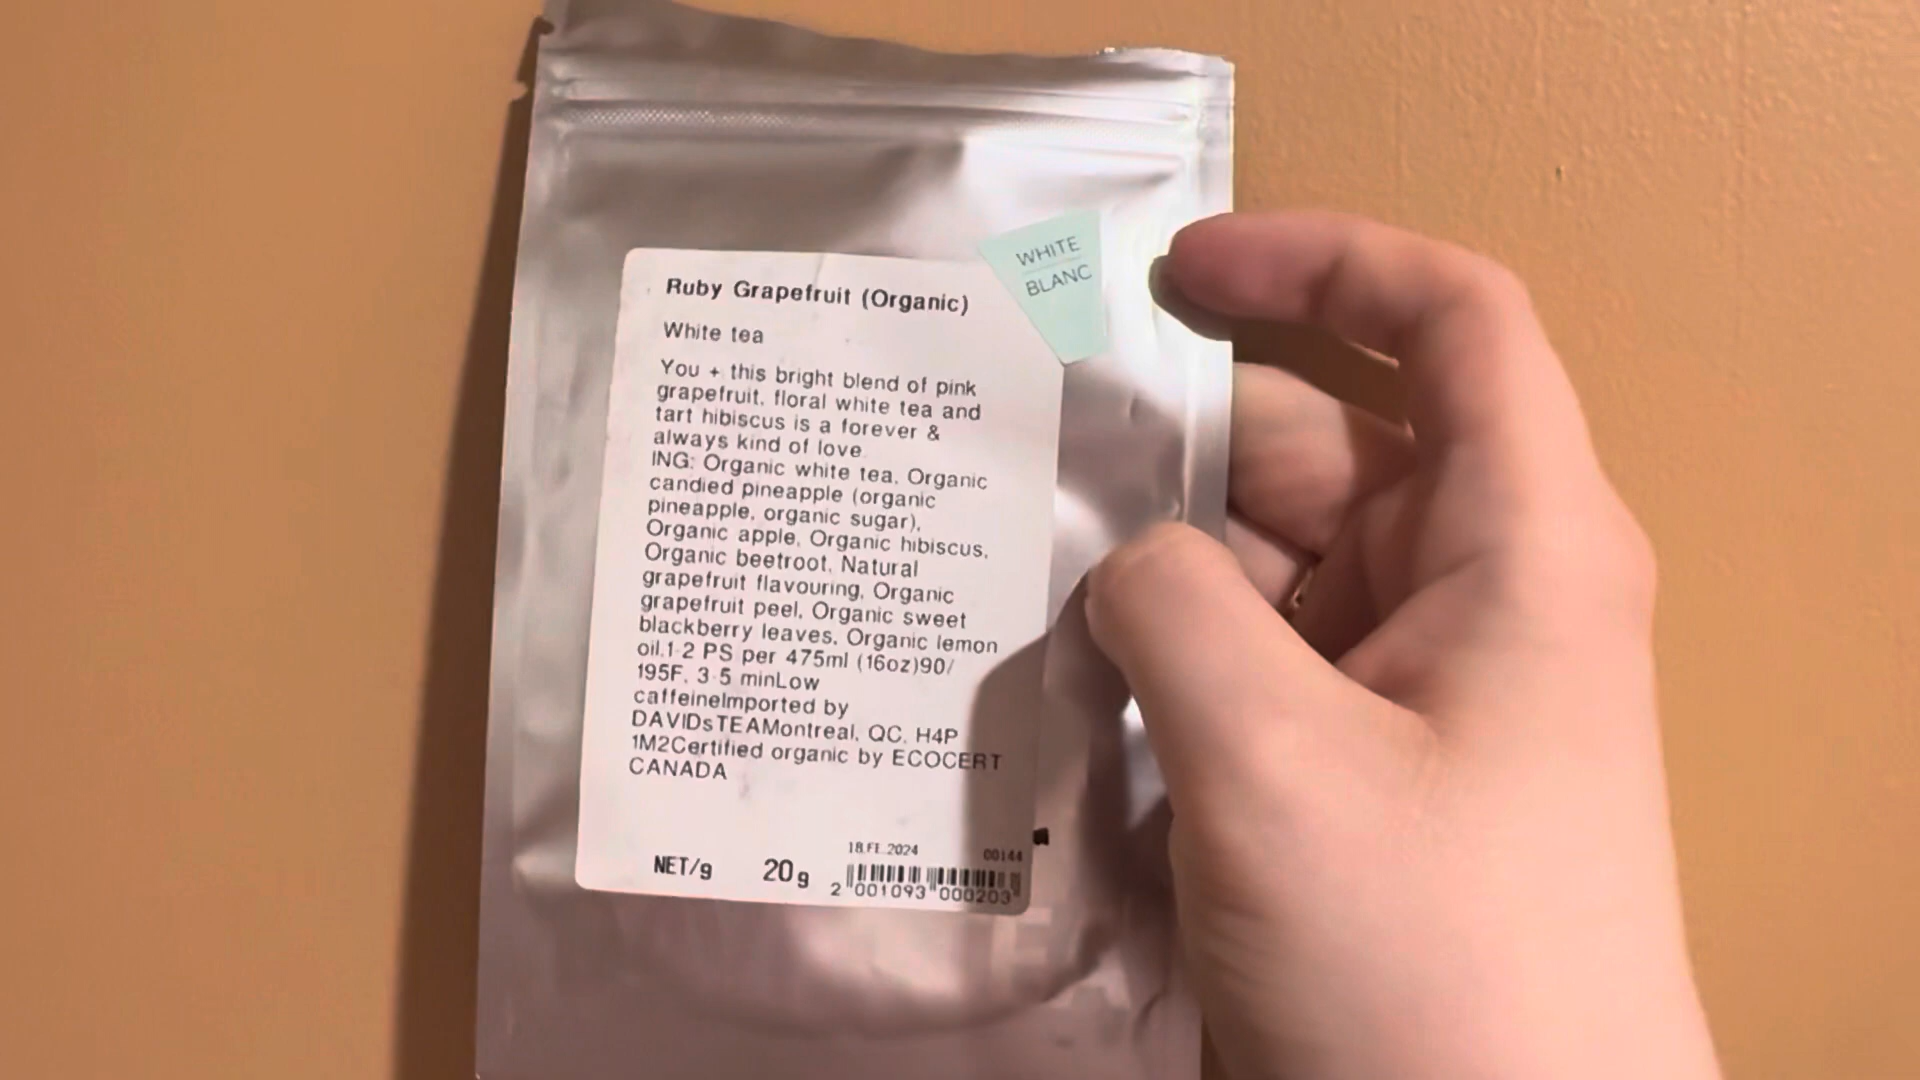 WHITE
BLANC
Ruby Grapefruit (Organic)
White tea
You + this bright blend of pink
grapefruit, floral white tea and
tart hibiscus is a forever &
always kind of love.
ING: Organic white tea, Organic
candied pineapple (organic
pineapple, organic sugar),
Organic apple, Organic hibiscus,
Organic beetroot, Natural
grapefruit flavouring, Organic
grapefruit peel, Organic sweet
blackberry leaves, Organic lemon
oil.1-2 PS per 475ml (16oz)90/
195F, 3-5 minLow
caffeineImported by
DAVIDsTEAMontreal, QC, H4P
1M2Certified organic by ECOCERT
CANADA
18.FE.2024 00144
NET/g 20g
2 001093 000203